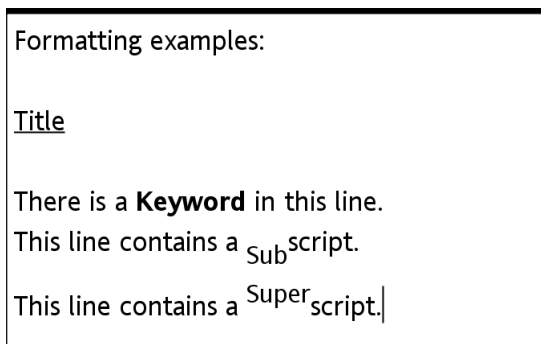 Formatting examples:
Title
There is a Keyword in this line.
This line contains a Subscript.
This line contains a Superscript.